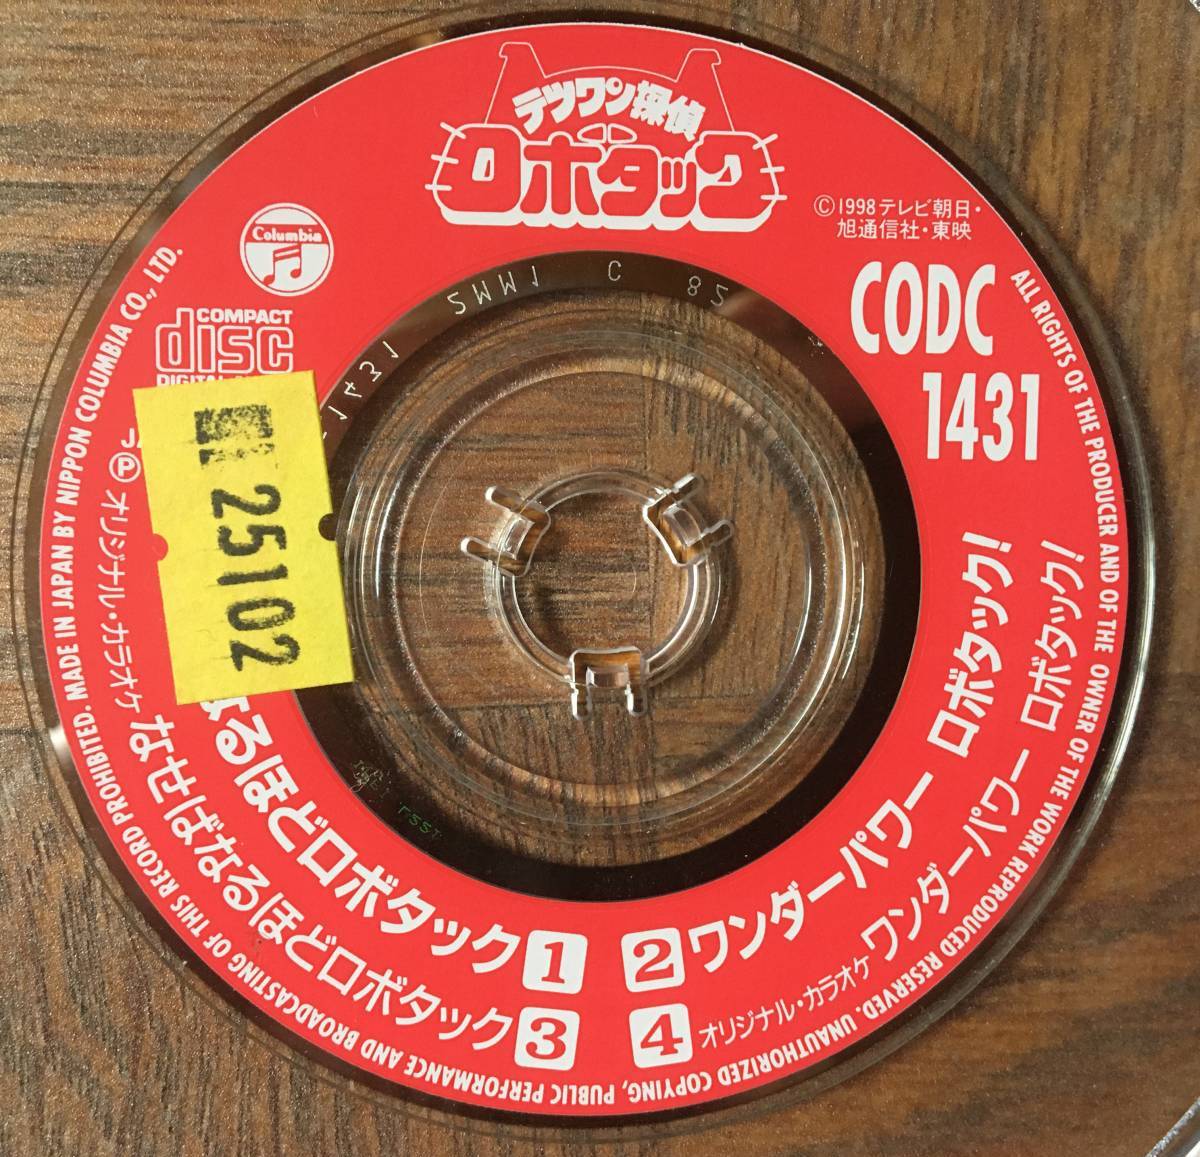 テツワン探偵
ロボタック
©1998テレビ朝日・
旭通信社・東映
Columbia
COMPACT
disc
DIGITAL
CODC
1431
25102
SWW1 C 82
Ⓟ
なるほどロボタック 1
2 ワンダーパワー ロボタック!
オリジナル・カラオケ なせばなるほどロボタック 3
4 オリジナル・カラオケ ワンダーパワー ロボタック!
ALL RIGHTS OF THE PRODUCER AND OF THE OWNER OF THE WORK REPRODUCED RESERVED. UNAUTHORIZED COPYING, PUBLIC PERFORMANCE AND BROADCASTING OF THIS RECORD PROHIBITED. MADE IN JAPAN BY NIPPON COLUMBIA CO., LTD.